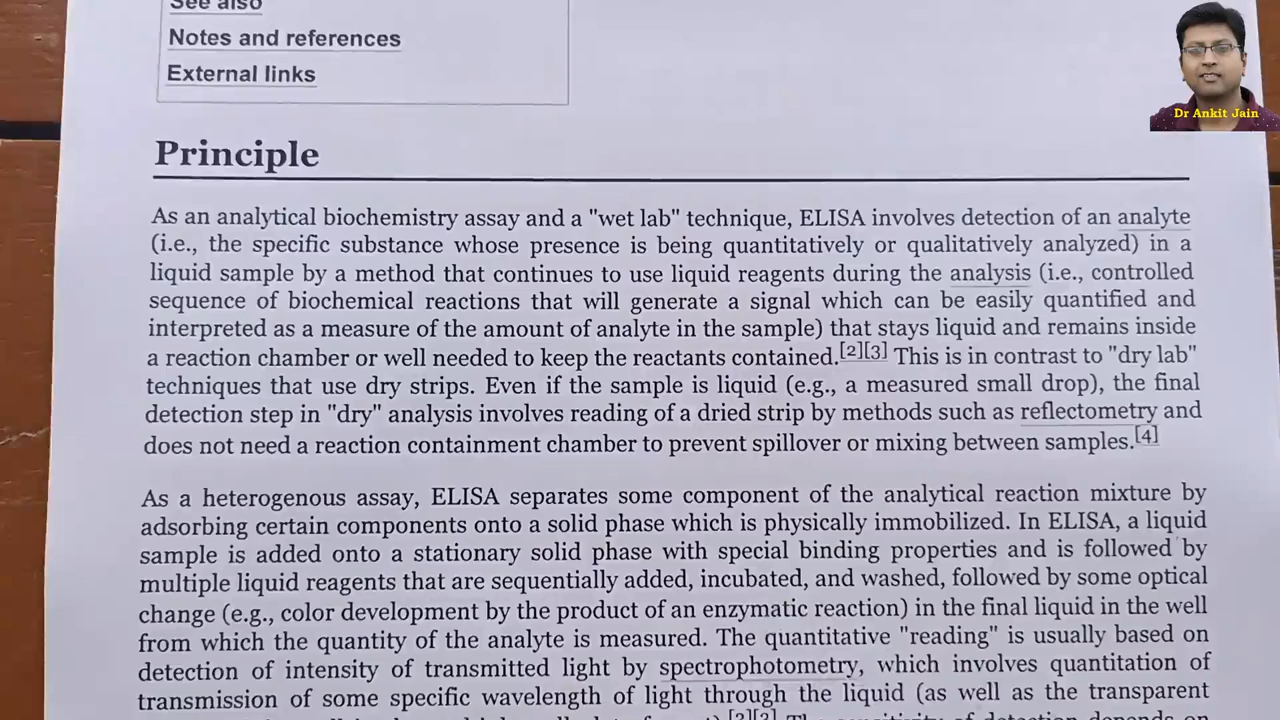 See also
Notes and references
External links
Dr Ankit Jain
Principle
As an analytical biochemistry assay and a "wet lab" technique, ELISA involves detection of an analyte
(i.e., the specific substance whose presence is being quantitatively or qualitatively analyzed) in a
liquid sample by a method that continues to use liquid reagents during the analysis (i.e., controlled
sequence of biochemical reactions that will generate a signal which can be easily quantified and
interpreted as a measure of the amount of analyte in the sample) that stays liquid and remains inside
a reaction chamber or well needed to keep the reactants contained.[2][3] This is in contrast to "dry lab"
techniques that use dry strips. Even if the sample is liquid (e.g., a measured small drop), the final
detection step in "dry" analysis involves reading of a dried strip by methods such as reflectometry and
does not need a reaction containment chamber to prevent spillover or mixing between samples.[4]
As a heterogenous assay, ELISA separates some component of the analytical reaction mixture by
adsorbing certain components onto a solid phase which is physically immobilized. In ELISA, a liquid
sample is added onto a stationary solid phase with special binding properties and is followed by
multiple liquid reagents that are sequentially added, incubated, and washed, followed by some optical
change (e.g., color development by the product of an enzymatic reaction) in the final liquid in the well
from which the quantity of the analyte is measured. The quantitative "reading" is usually based on
detection of intensity of transmitted light by spectrophotometry, which involves quantitation of
transmission of some specific wavelength of light through the liquid (as well as the transparent